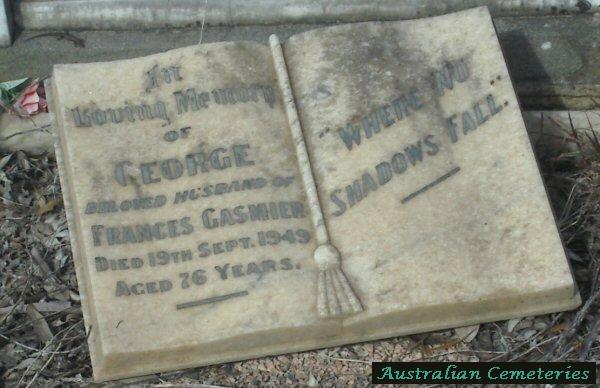 In
Loving Memory
OF
GEORGE
BELOVED HUSBAND OF
FRANCES GASMIER
DIED 19TH SEPT. 1949
AGED 76 YEARS.
"WHERE NO
SHADOWS FALL."
Australian Cemeteries